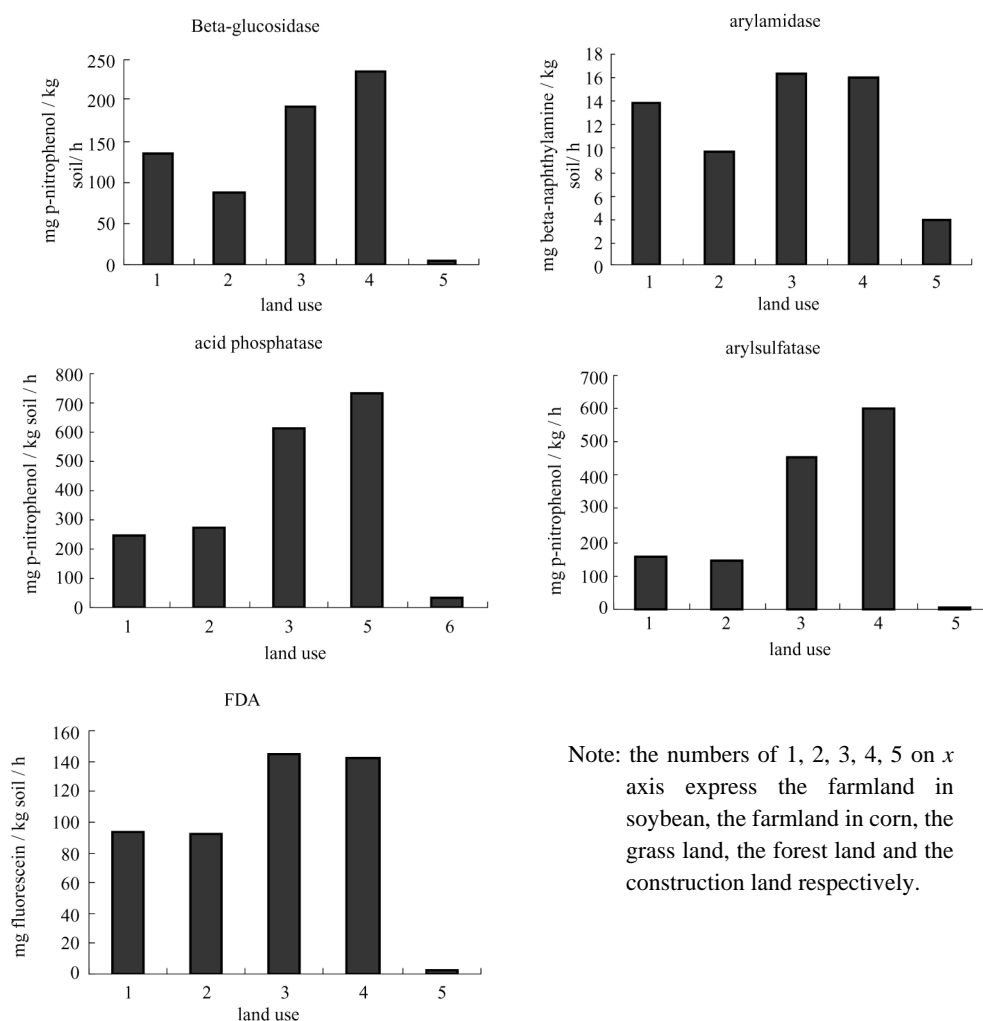 Beta-glucosidase
mg p-nitrophenol / kg
soil/ h
250
200
150
100
50
0
1 2 3 4 5
land use
arylamidase
mg beta-naphthylamine / kg
soil/ h
18
16
14
12
10
8
6
4
2
0
1 2 3 4 5
land use
acid phosphatase
mg p-nitrophenol / kg soil / h
800
700
600
500
400
300
200
100
0
1 2 3 5 6
land use
arylsulfatase
mg p-nitrophenol / kg / h
700
600
500
400
300
200
100
0
1 2 3 4 5
land use
FDA
mg fluorescein / kg soil / h
160
140
120
100
80
60
40
20
0
1 2 3 4 5
land use
Note: the numbers of 1, 2, 3, 4, 5 on x
axis express the farmland in
soybean, the farmland in corn, the
grass land, the forest land and the
construction land respectively.